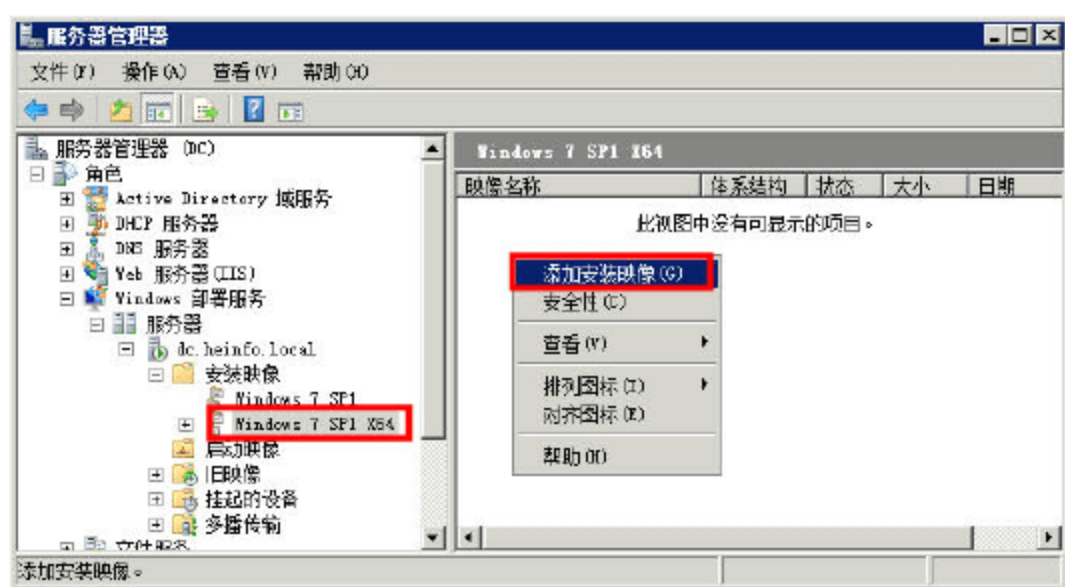 服务器管理器
文件(F) 操作(A) 查看(V) 帮助(H)
服务器管理器 (DC)
角色
Active Directory 域服务
DHCP 服务器
DNS 服务器
Web 服务器(IIS)
Windows 部署服务
服务器
dc.heinfo.local
安装映像
Windows 7 SP1
Windows 7 SP1 X64
启动映像
旧映像
挂起的设备
多播传输
文件服务
Windows 7 SP1 X64
映像名称 体系结构 状态 大小 日期
此视图中没有可显示的项目。
添加安装映像(G)
安全性(C)
查看(V)
排列图标(I)
对齐图标(E)
帮助(H)
添加安装映像。